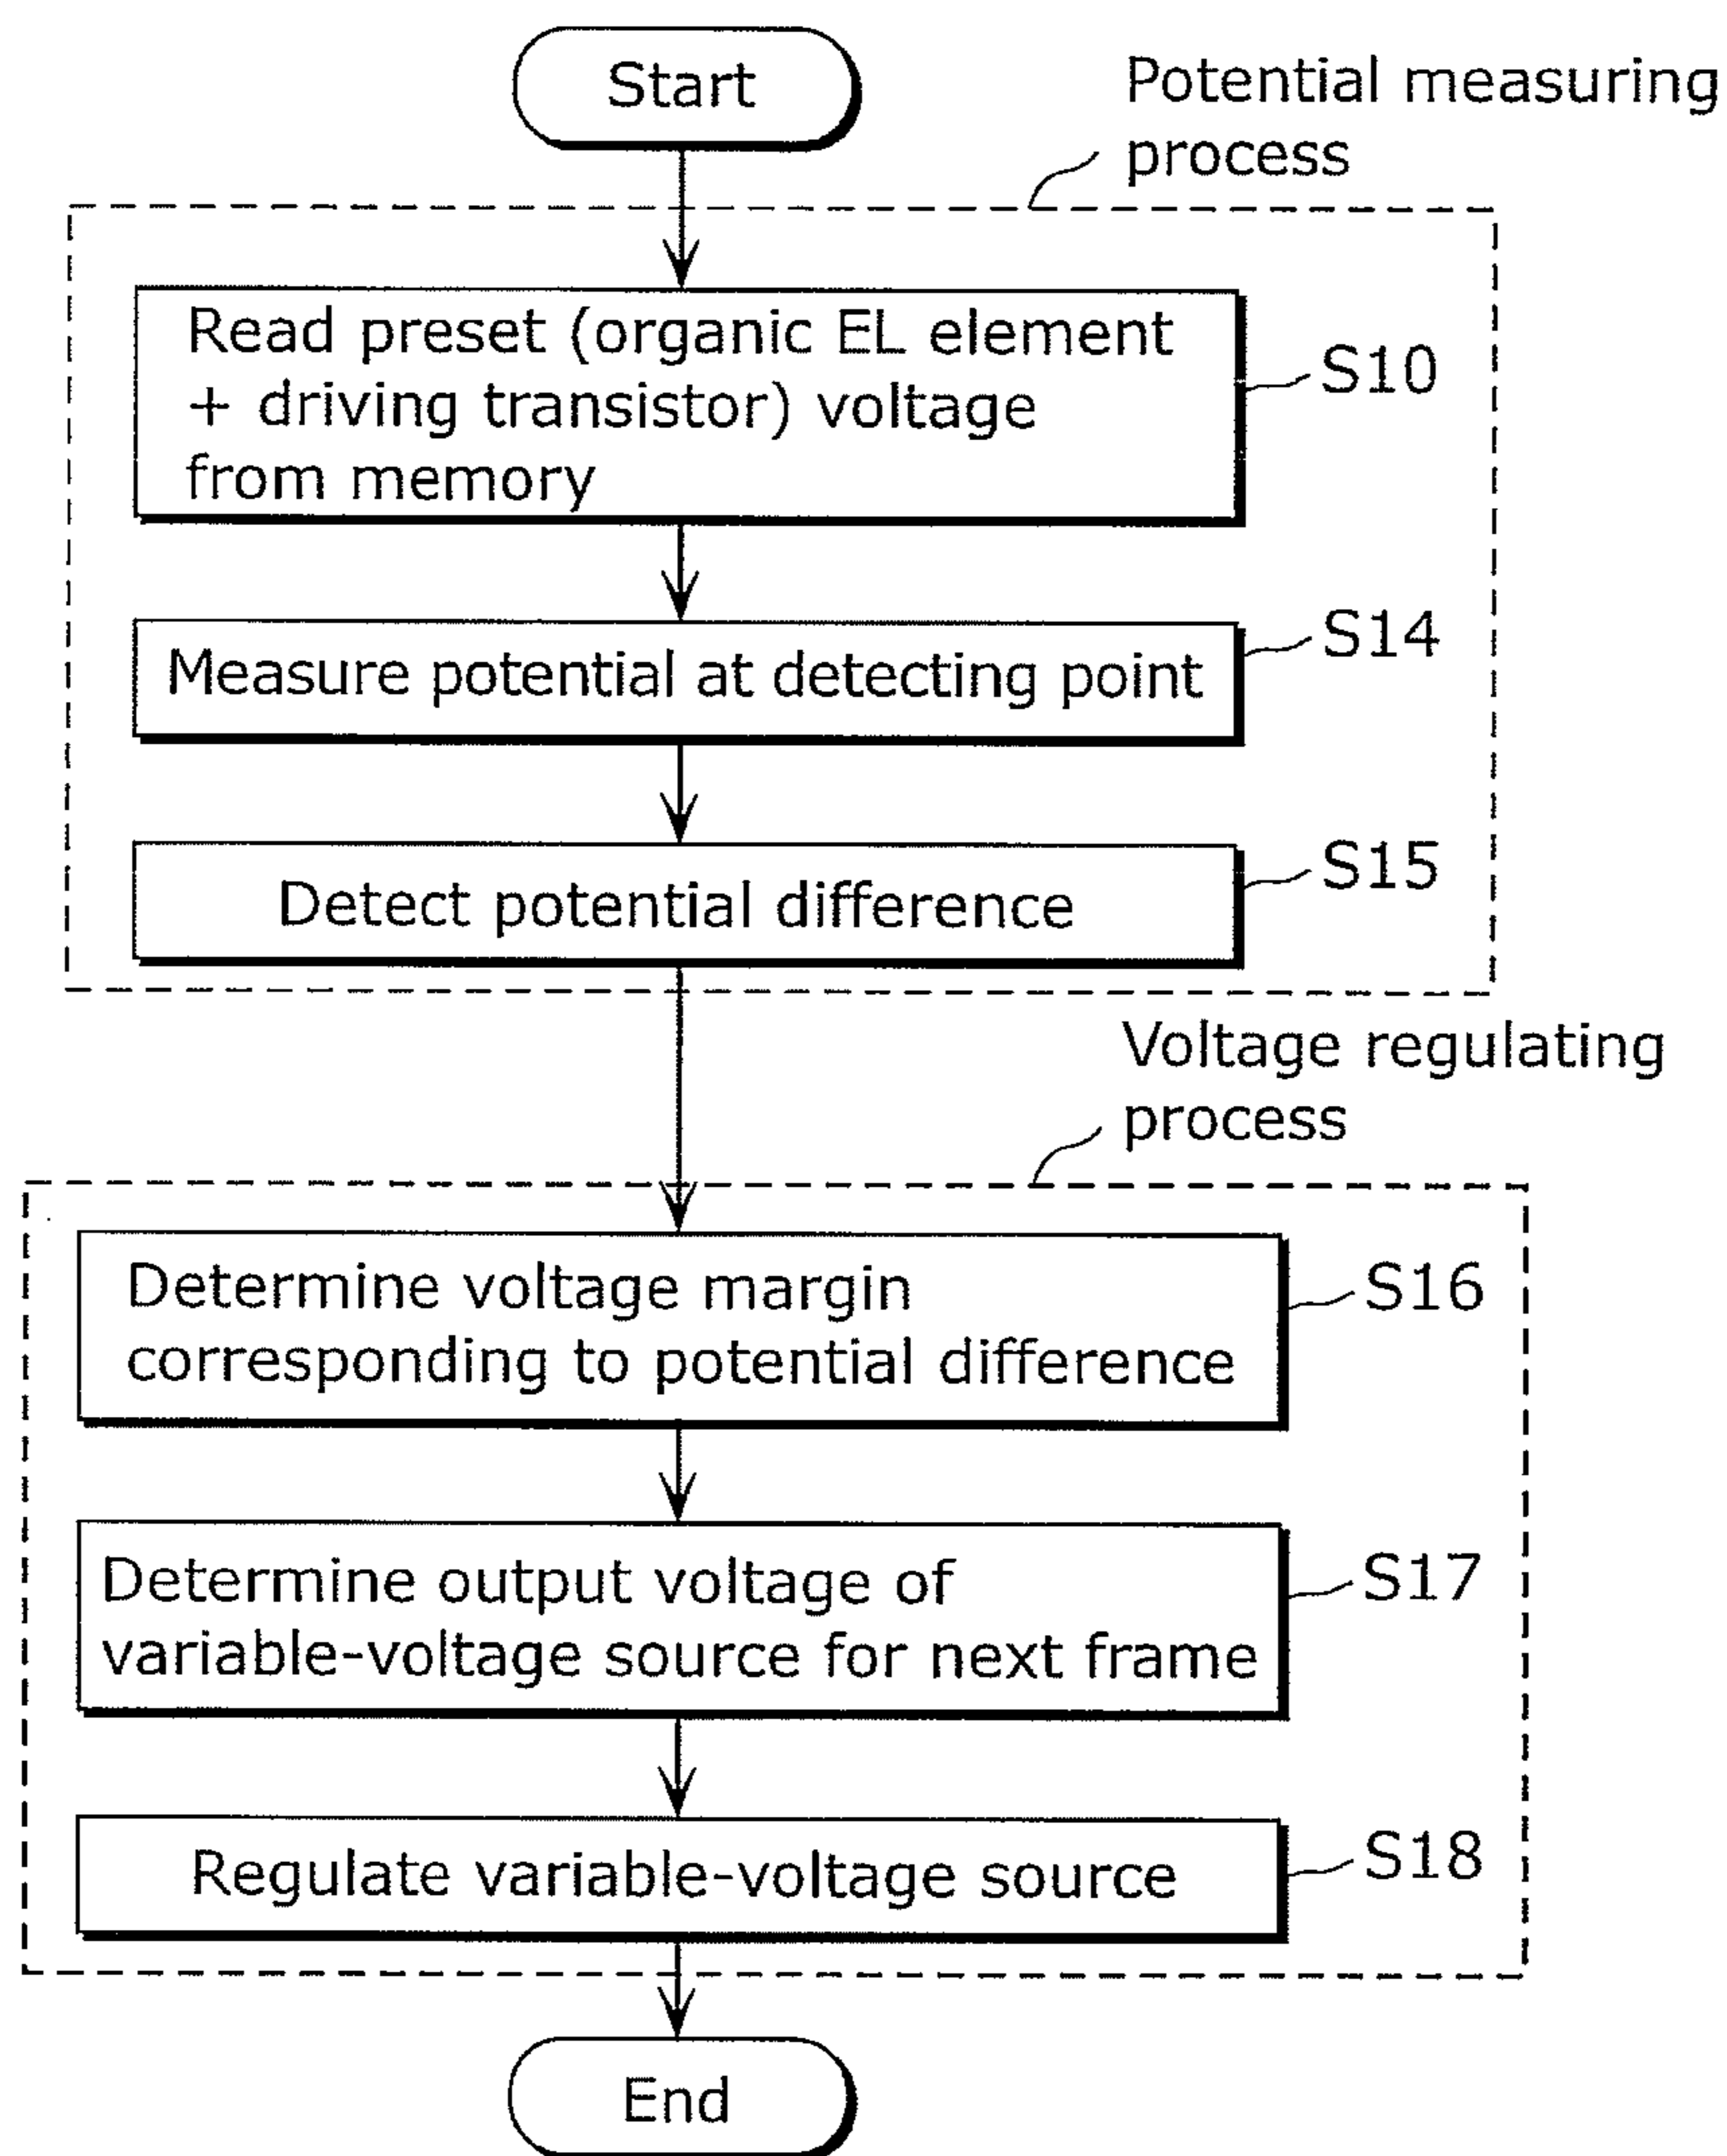 Start
Potential measuring
process
Read preset (organic EL element
+ driving transistor) voltage
from memory
S10
Measure potential at detecting point
S14
Detect potential difference
S15
Voltage regulating
process
Determine voltage margin
corresponding to potential difference
S16
Determine output voltage of
variable-voltage source for next frame
S17
Regulate variable-voltage source
S18
End